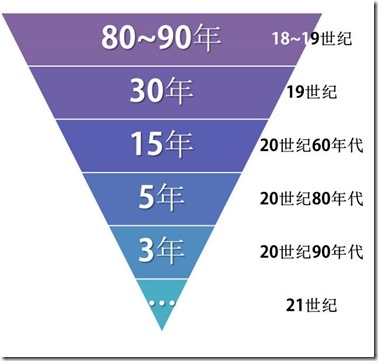 80~90年 18~19世纪
30年 19世纪
15年 20世纪60年代
5年 20世纪80年代
3年 20世纪90年代
... 21世纪